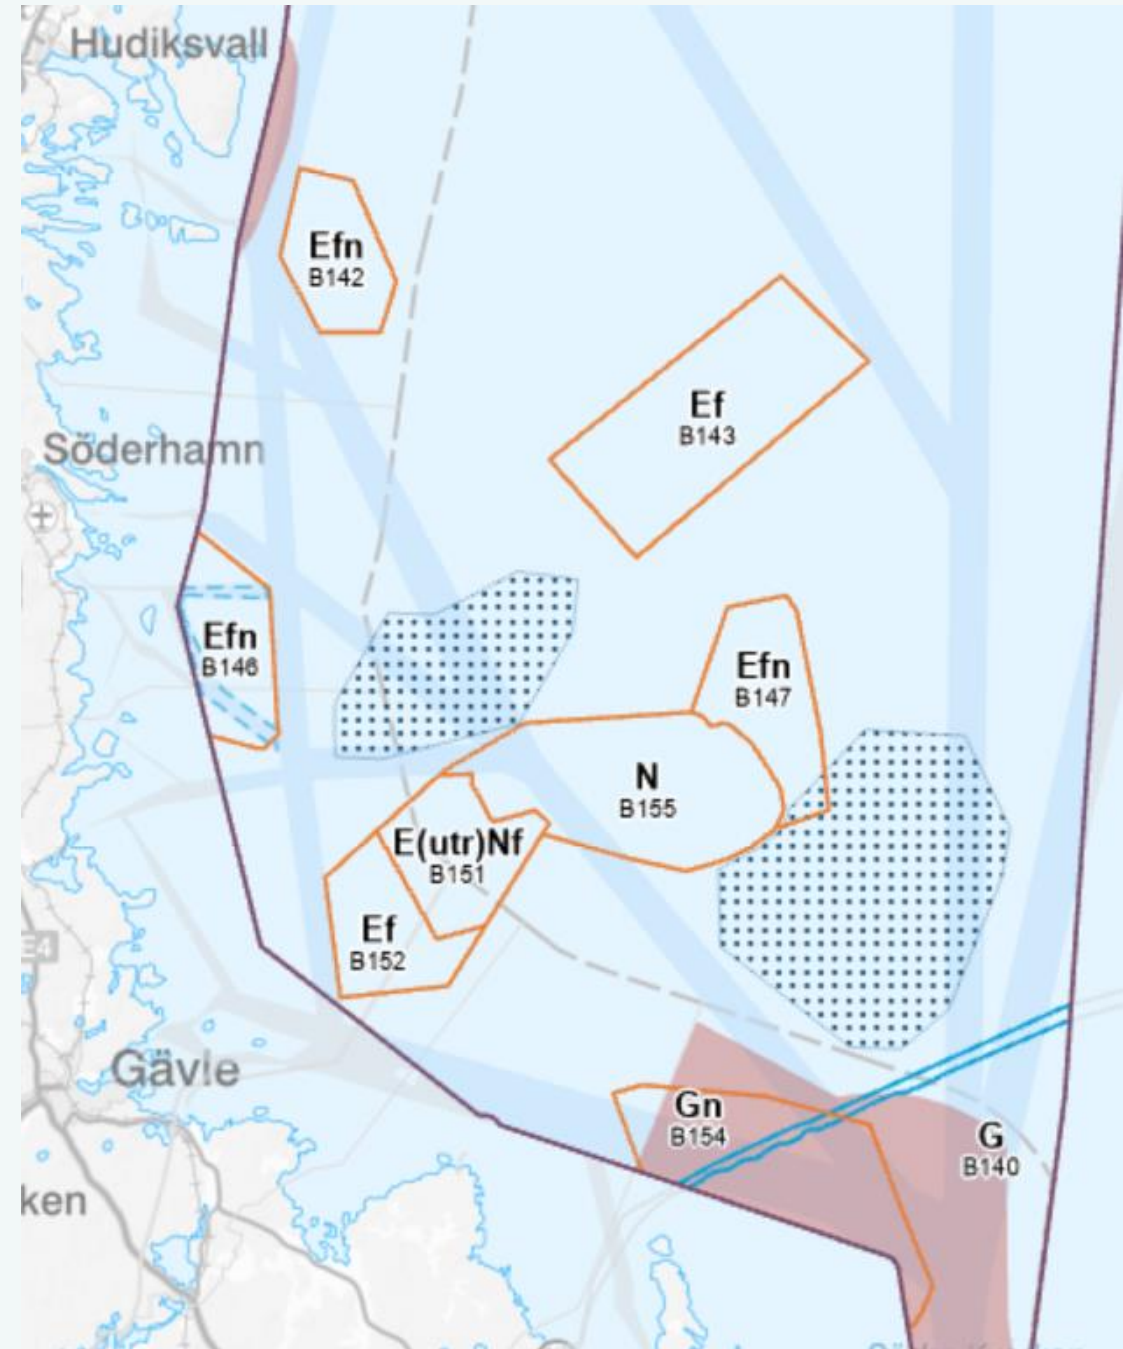 Hudiksvall
Efn
B142
Ef
B143
Söderhamn
Efn
B146
Efn
B147
N
B155
E(utr)Nf
B151
Ef
B152
E4
Gävle
Gn
B154
G
B140
ken